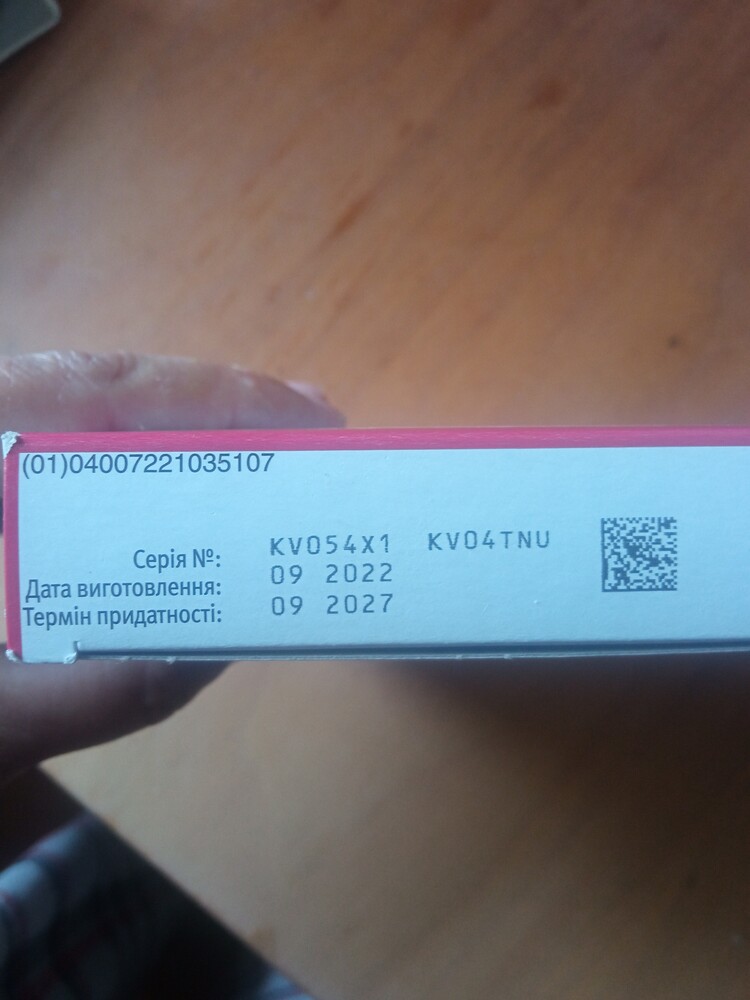 (01)04007221035107
Серія №: KV054X1 KV04TNU
Дата виготовлення: 09 2022
Термін придатності: 09 2027